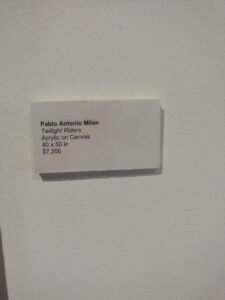 Pablo Antonio Milan
Twilight Riders
Acrylic on Canvas
40 x 50 in
$7,200